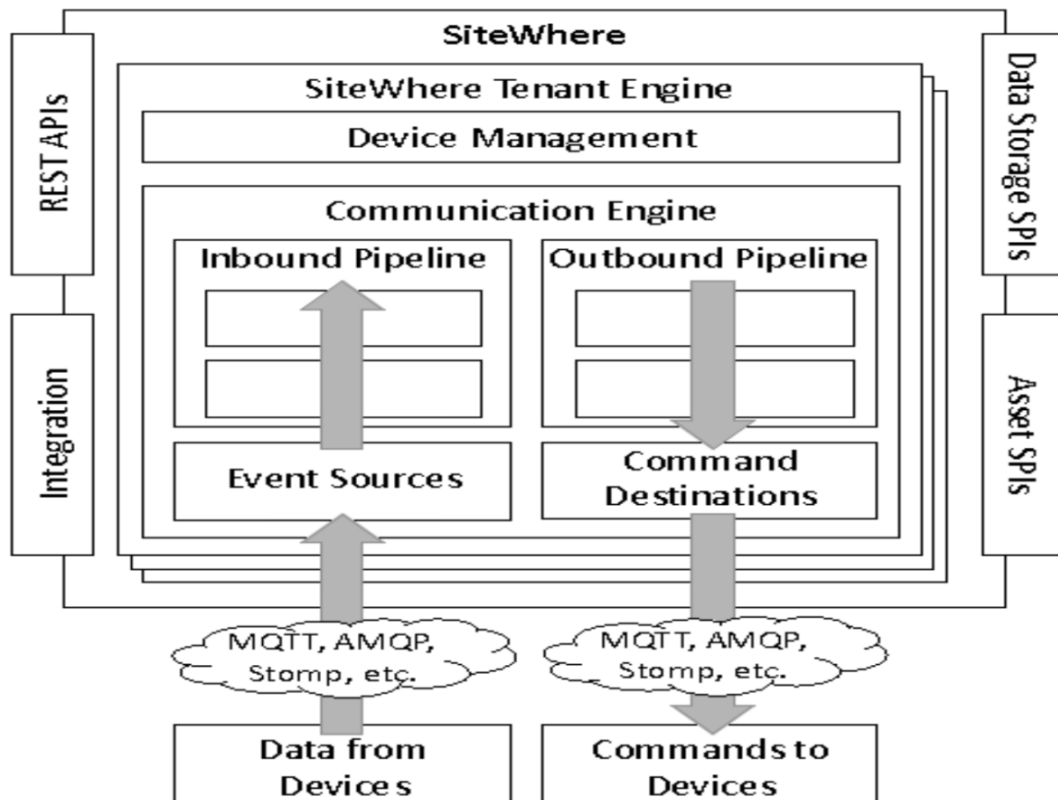 SiteWhere
REST APIs
Integration
Data Storage SPIs
Asset SPIs
SiteWhere Tenant Engine
Device Management
Communication Engine
Inbound Pipeline
Outbound Pipeline
Event Sources
Command
Destinations
MQTT, AMQP,
Stomp, etc.
MQTT, AMQP,
Stomp, etc.
Data from
Devices
Commands to
Devices